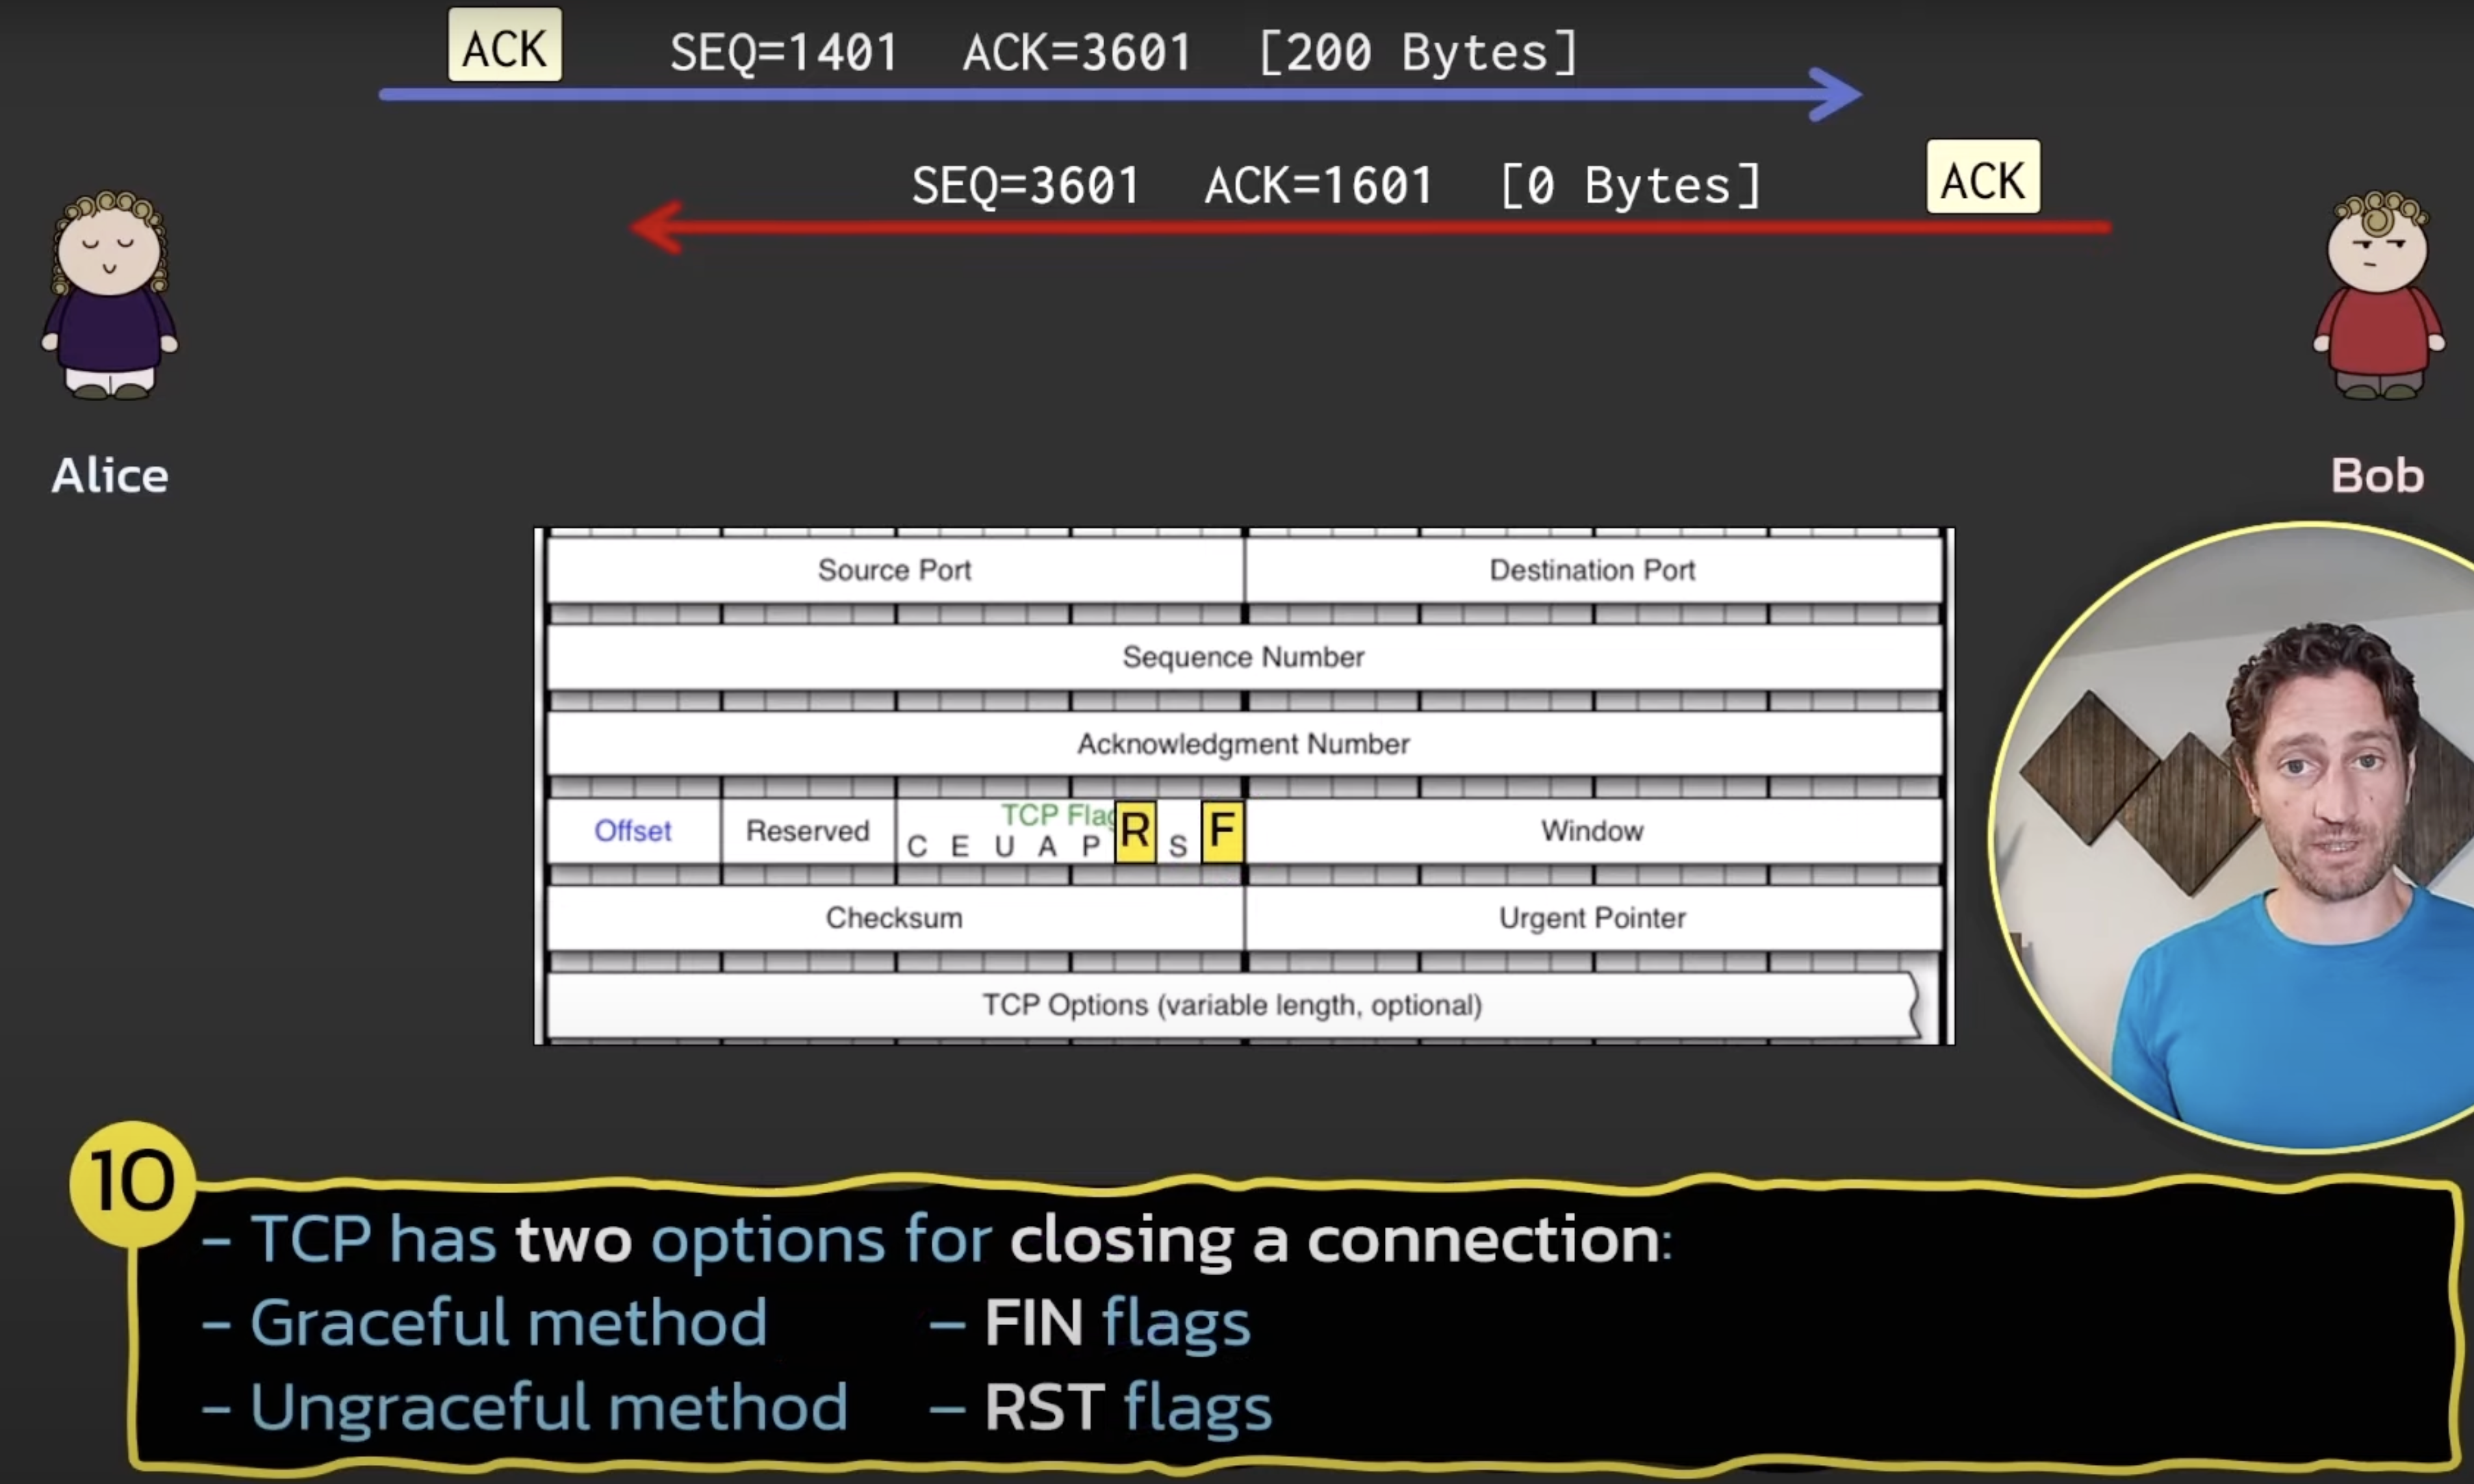 ACK SEQ=1401 ACK=3601 [200 Bytes]
SEQ=3601 ACK=1601 [0 Bytes] ACK
Alice
Bob
Source Port Destination Port
Sequence Number
Acknowledgment Number
Offset Reserved TCP Flag Window
C E U A P R S F
Checksum Urgent Pointer
TCP Options (variable length, optional)
10
- TCP has two options for closing a connection:
- Graceful method – FIN flags
- Ungraceful method – RST flags